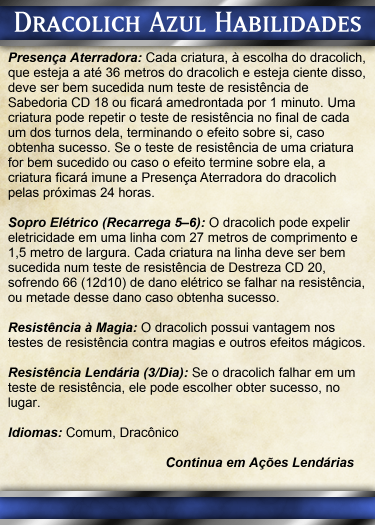 Dracolich Azul Habilidades
Presença Aterradora: Cada criatura, à escolha do dracolich,
que esteja a até 36 metros do dracolich e esteja ciente disso,
deve ser bem sucedida num teste de resistência de
Sabedoria CD 18 ou ficará amedrontada por 1 minuto. Uma
criatura pode repetir o teste de resistência no final de cada
um dos turnos dela, terminando o efeito sobre si, caso
obtenha sucesso. Se o teste de resistência de uma criatura
for bem sucedido ou caso o efeito termine sobre ela, a
criatura ficará imune a Presença Aterradora do dracolich
pelas próximas 24 horas.
Sopro Elétrico (Recarrega 5–6): O dracolich pode expelir
eletricidade em uma linha com 27 metros de comprimento e
1,5 metro de largura. Cada criatura na linha deve ser bem
sucedida num teste de resistência de Destreza CD 20,
sofrendo 66 (12d10) de dano elétrico se falhar na resistência,
ou metade desse dano caso obtenha sucesso.
Resistência à Magia: O dracolich possui vantagem nos
testes de resistência contra magias e outros efeitos mágicos.
Resistência Lendária (3/Dia): Se o dracolich falhar em um
teste de resistência, ele pode escolher obter sucesso, no
lugar.
Idiomas: Comum, Dracônico
Continua em Ações Lendárias